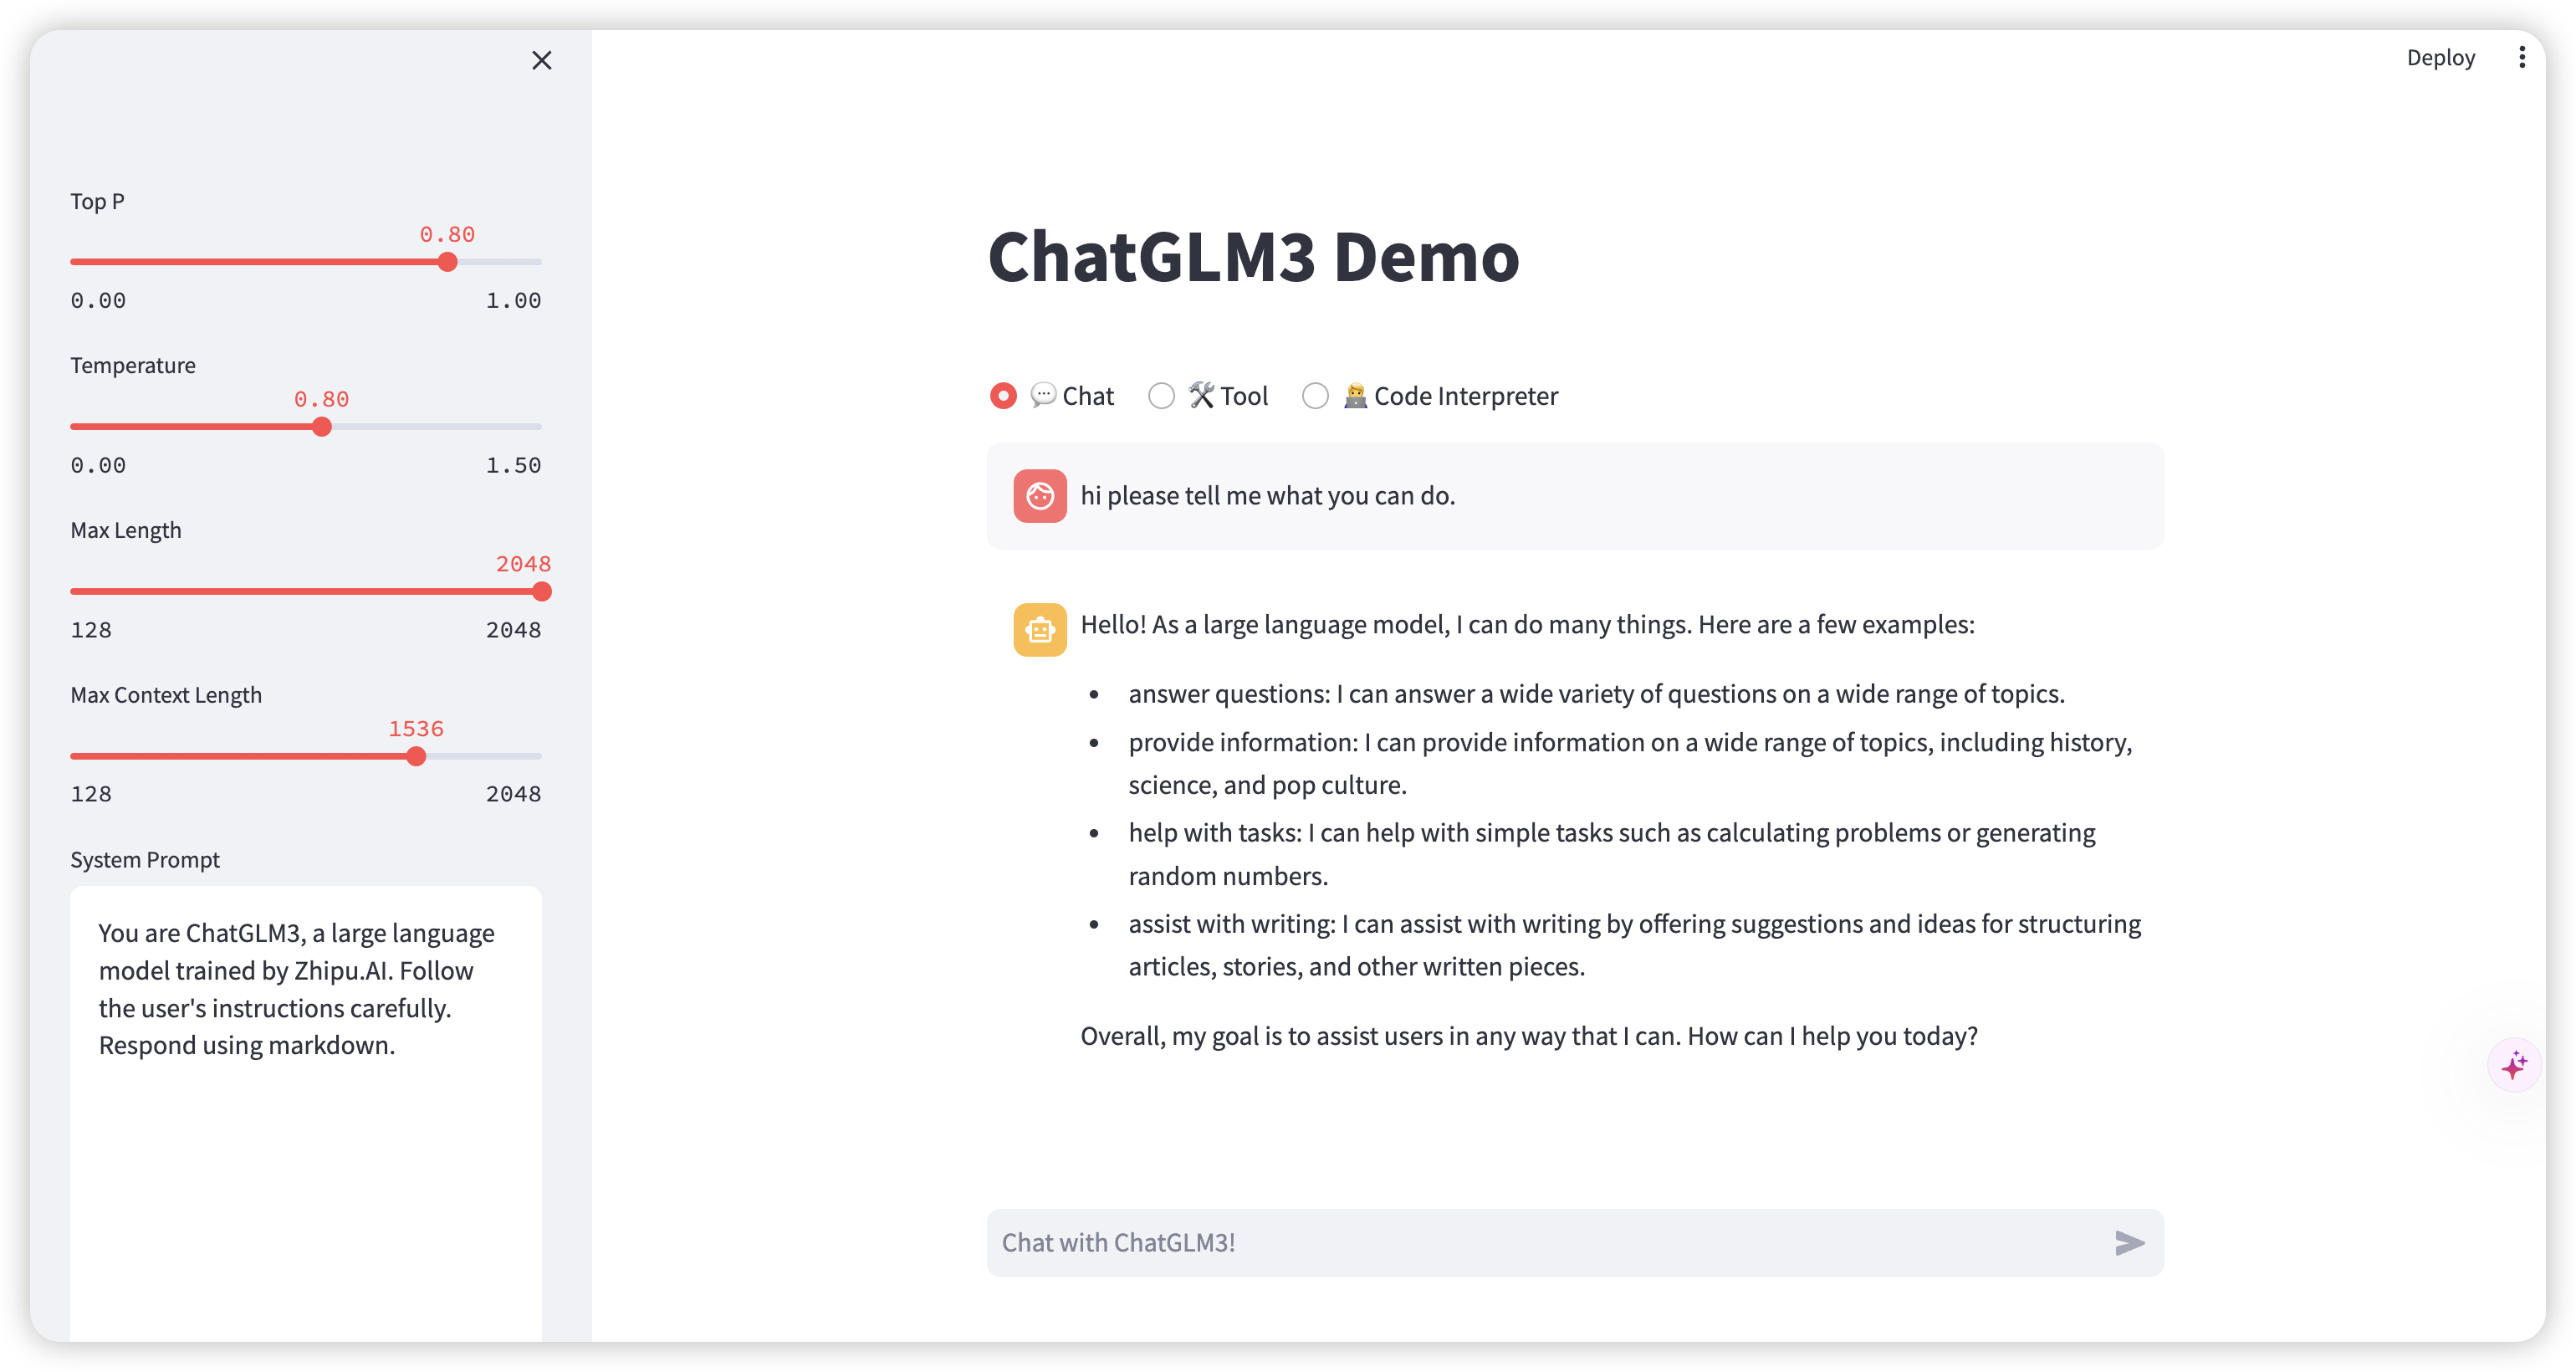 Deploy
Top P
0.80
0.00 1.00
Temperature
0.80
0.00 1.50
Max Length
2048
128 2048
Max Context Length
1536
128 2048
System Prompt
You are ChatGLM3, a large language
model trained by Zhipu.AI. Follow
the user's instructions carefully.
Respond using markdown.
ChatGLM3 Demo
💬 Chat 🛠️ Tool 🧑‍💻 Code Interpreter
hi please tell me what you can do.
Hello! As a large language model, I can do many things. Here are a few examples:
• answer questions: I can answer a wide variety of questions on a wide range of topics.
• provide information: I can provide information on a wide range of topics, including history,
science, and pop culture.
• help with tasks: I can help with simple tasks such as calculating problems or generating
random numbers.
• assist with writing: I can assist with writing by offering suggestions and ideas for structuring
articles, stories, and other written pieces.
Overall, my goal is to assist users in any way that I can. How can I help you today?
Chat with ChatGLM3!